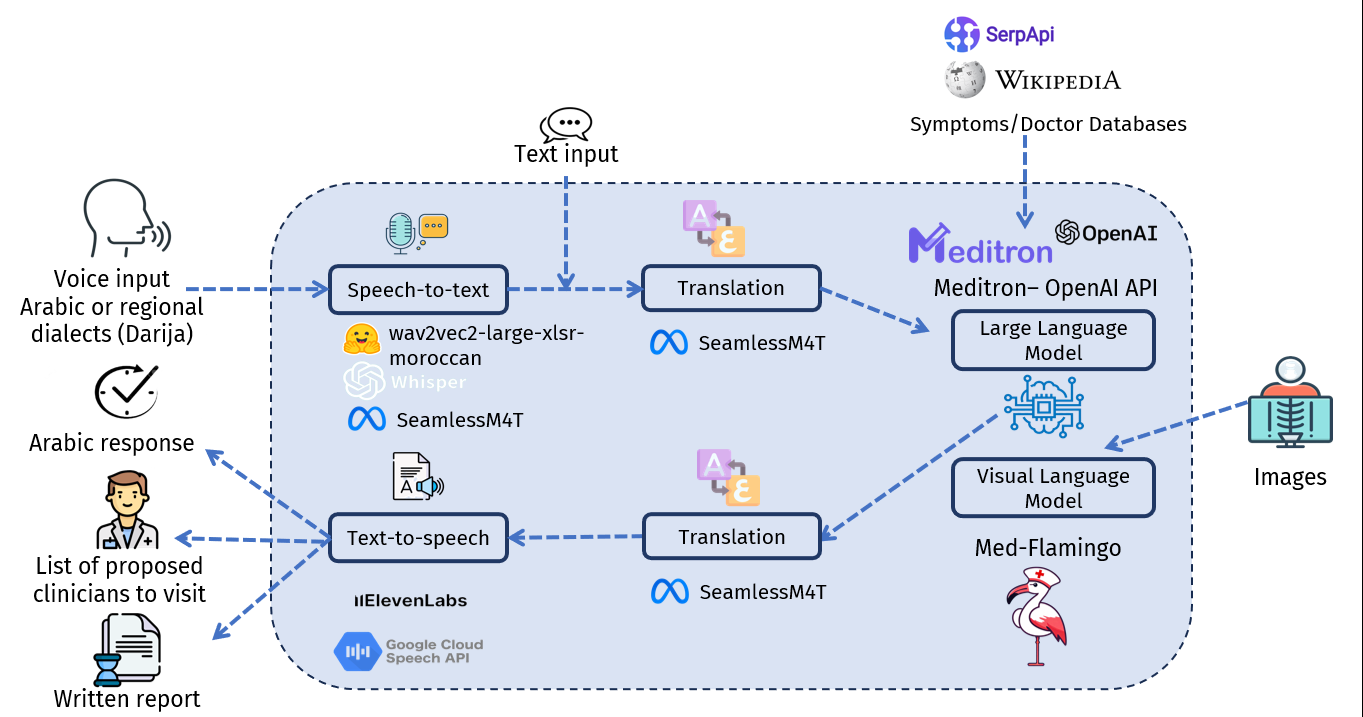 SerpApi
WIKIPEDIA
Symptoms/Doctor Databases
Text input
Voice input
Arabic or regional
dialects (Darija)
Speech-to-text
wav2vec2-large-xlsr-
moroccan
Whisper
SeamlessM4T
A
ع
Translation
SeamlessM4T
Meditron
OpenAI
Meditron– OpenAI API
Large Language
Model
Visual Language
Model
Med-Flamingo
Images
A
ع
Translation
SeamlessM4T
A
Text-to-speech
IIElevenLabs
Google Cloud
Speech API
Arabic response
List of proposed
clinicians to visit
Written report